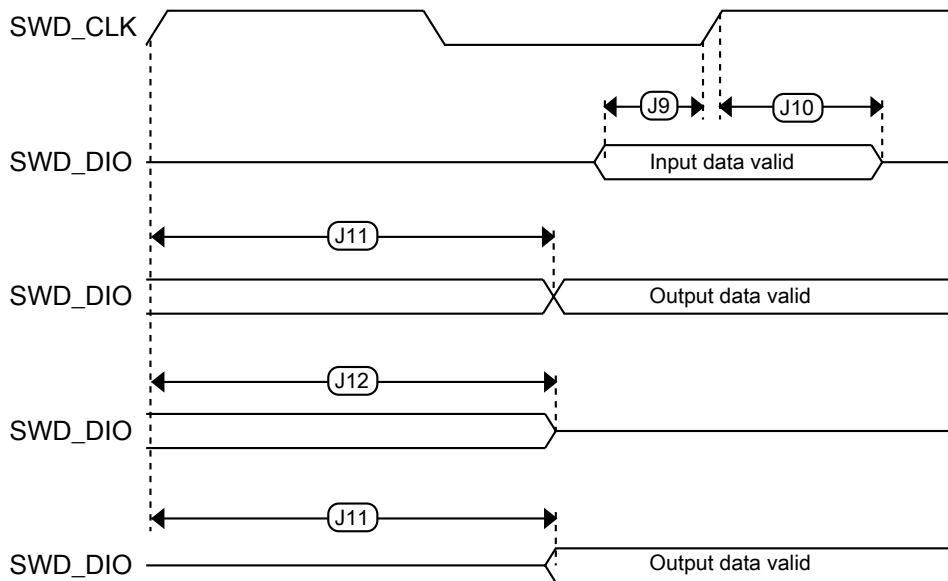 SWD_CLK
J9
J10
SWD_DIO
Input data valid
J11
SWD_DIO
Output data valid
J12
SWD_DIO
J11
SWD_DIO
Output data valid